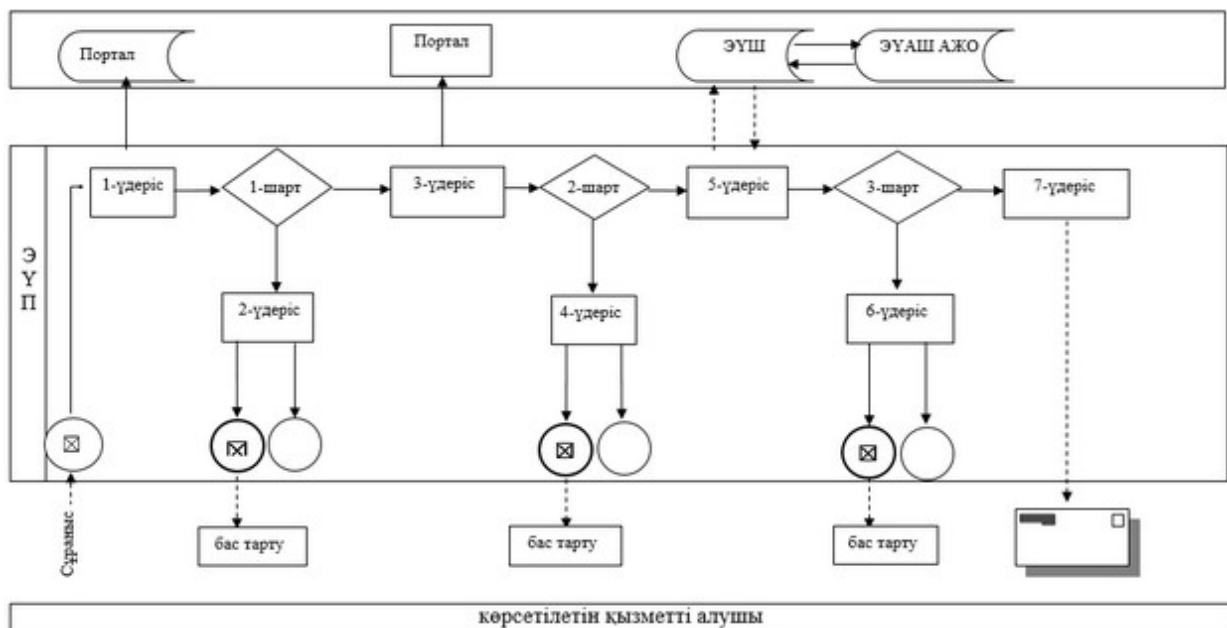 Портал
Портал
ЭҮШ
ЭҮАШ АЖО
1-үдеріс
1-шарт
3-үдеріс
2-шарт
5-үдеріс
3-шарт
7-үдеріс
Э
Ү
П
2-үдеріс
4-үдеріс
6-үдеріс
Сұраныс
бас тарту
бас тарту
бас тарту
көрсетілетін қызметті алушы